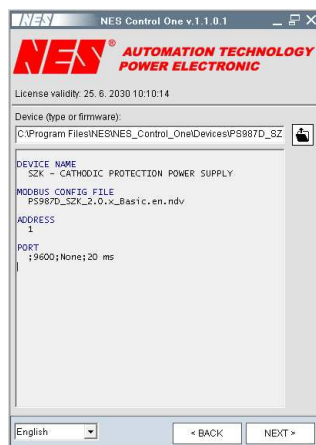 NES NES Control One v.1.1.0.1
NES® AUTOMATION TECHNOLOGY
POWER ELECTRONIC
License validity: 25. 6. 2030 10:10:14
Device (type or firmware):
C:\Program Files\NES\NES_Control_One\Devices\PS987D_SZ
DEVICE NAME
SZK - CATHODIC PROTECTION POWER SUPPLY
MODBUS CONFIG FILE
PS987D_SZK_2.0.x_Basic.en.ndv
ADDRESS
1
PORT
;9600;None;20 ms
English < BACK NEXT >